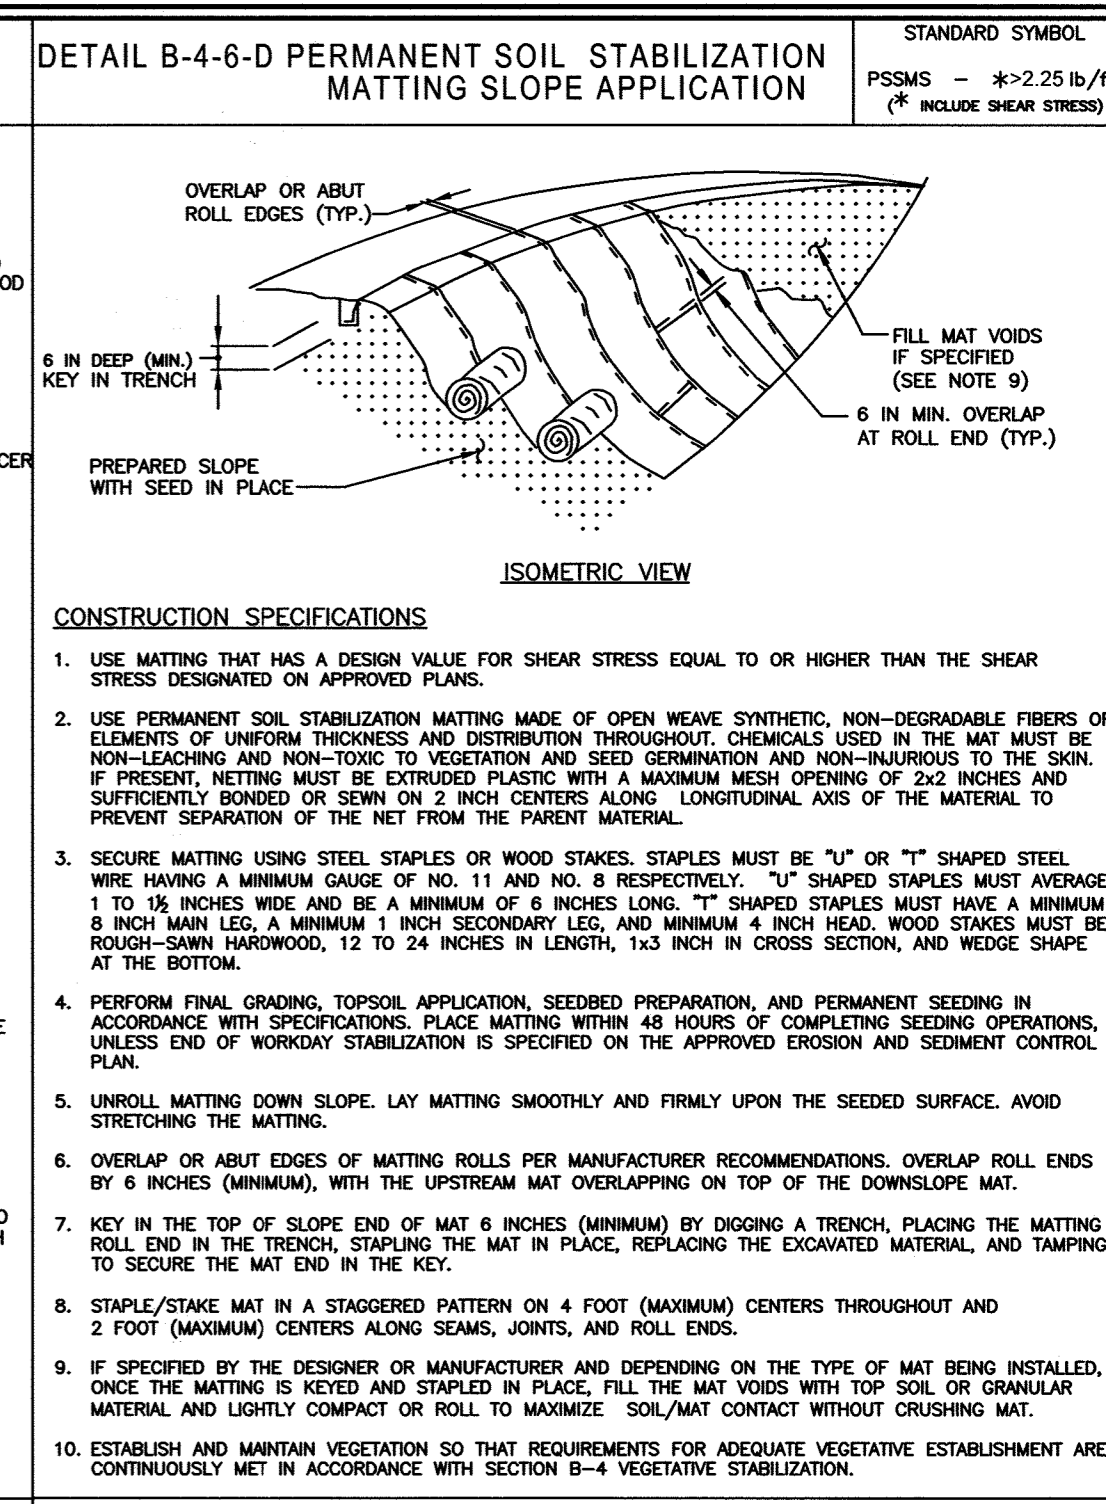 DETAIL B-4-6-D PERMANENT SOIL STABILIZATION
MATTING SLOPE APPLICATION
STANDARD SYMBOL
PSSMS - *>2.25 lb/f
(* INCLUDE SHEAR STRESS)
OVERLAP OR ABUT
ROLL EDGES (TYP.)
OD
6 IN DEEP (MIN.)
KEY IN TRENCH
FILL MAT VOIDS
IF SPECIFIED
(SEE NOTE 9)
6 IN MIN. OVERLAP
AT ROLL END (TYP.)
CER
PREPARED SLOPE
WITH SEED IN PLACE
ISOMETRIC VIEW
CONSTRUCTION SPECIFICATIONS
1. USE MATTING THAT HAS A DESIGN VALUE FOR SHEAR STRESS EQUAL TO OR HIGHER THAN THE SHEAR
STRESS DESIGNATED ON APPROVED PLANS.
2. USE PERMANENT SOIL STABILIZATION MATTING MADE OF OPEN WEAVE SYNTHETIC, NON-DEGRADABLE FIBERS OR
ELEMENTS OF UNIFORM THICKNESS AND DISTRIBUTION THROUGHOUT. CHEMICALS USED IN THE MAT MUST BE
NON-LEACHING AND NON-TOXIC TO VEGETATION AND SEED GERMINATION AND NON-INJURIOUS TO THE SKIN.
IF PRESENT, NETTING MUST BE EXTRUDED PLASTIC WITH A MAXIMUM MESH OPENING OF 2x2 INCHES AND
SUFFICIENTLY BONDED OR SEWN ON 2 INCH CENTERS ALONG LONGITUDINAL AXIS OF THE MATERIAL TO
PREVENT SEPARATION OF THE NET FROM THE PARENT MATERIAL.
3. SECURE MATTING USING STEEL STAPLES OR WOOD STAKES. STAPLES MUST BE "U" OR "T" SHAPED STEEL
WIRE HAVING A MINIMUM GAUGE OF NO. 11 AND NO. 8 RESPECTIVELY. "U" SHAPED STAPLES MUST AVERAGE
1 TO 1½ INCHES WIDE AND BE A MINIMUM OF 6 INCHES LONG. "T" SHAPED STAPLES MUST HAVE A MINIMUM
8 INCH MAIN LEG, A MINIMUM 1 INCH SECONDARY LEG, AND MINIMUM 4 INCH HEAD. WOOD STAKES MUST BE
ROUGH-SAWN HARDWOOD, 12 TO 24 INCHES IN LENGTH, 1x3 INCH IN CROSS SECTION, AND WEDGE SHAPE
AT THE BOTTOM.
4. PERFORM FINAL GRADING, TOPSOIL APPLICATION, SEEDBED PREPARATION, AND PERMANENT SEEDING IN
ACCORDANCE WITH SPECIFICATIONS. PLACE MATTING WITHIN 48 HOURS OF COMPLETING SEEDING OPERATIONS,
UNLESS END OF WORKDAY STABILIZATION IS SPECIFIED ON THE APPROVED EROSION AND SEDIMENT CONTROL
PLAN.
5. UNROLL MATTING DOWN SLOPE. LAY MATTING SMOOTHLY AND FIRMLY UPON THE SEEDED SURFACE. AVOID
STRETCHING THE MATTING.
6. OVERLAP OR ABUT EDGES OF MATTING ROLLS PER MANUFACTURER RECOMMENDATIONS. OVERLAP ROLL ENDS
BY 6 INCHES (MINIMUM), WITH THE UPSTREAM MAT OVERLAPPING ON TOP OF THE DOWNSLOPE MAT.
7. KEY IN THE TOP OF SLOPE END OF MAT 6 INCHES (MINIMUM) BY DIGGING A TRENCH, PLACING THE MATTING
ROLL END IN THE TRENCH, STAPLING THE MAT IN PLACE, REPLACING THE EXCAVATED MATERIAL, AND TAMPING
TO SECURE THE MAT END IN THE KEY.
8. STAPLE/STAKE MAT IN A STAGGERED PATTERN ON 4 FOOT (MAXIMUM) CENTERS THROUGHOUT AND
2 FOOT (MAXIMUM) CENTERS ALONG SEAMS, JOINTS, AND ROLL ENDS.
9. IF SPECIFIED BY THE DESIGNER OR MANUFACTURER AND DEPENDING ON THE TYPE OF MAT BEING INSTALLED,
ONCE THE MATTING IS KEYED AND STAPLED IN PLACE, FILL THE MAT VOIDS WITH TOP SOIL OR GRANULAR
MATERIAL AND LIGHTLY COMPACT OR ROLL TO MAXIMIZE SOIL/MAT CONTACT WITHOUT CRUSHING MAT.
10. ESTABLISH AND MAINTAIN VEGETATION SO THAT REQUIREMENTS FOR ADEQUATE VEGETATIVE ESTABLISHMENT ARE
CONTINUOUSLY MET IN ACCORDANCE WITH SECTION B-4 VEGETATIVE STABILIZATION.